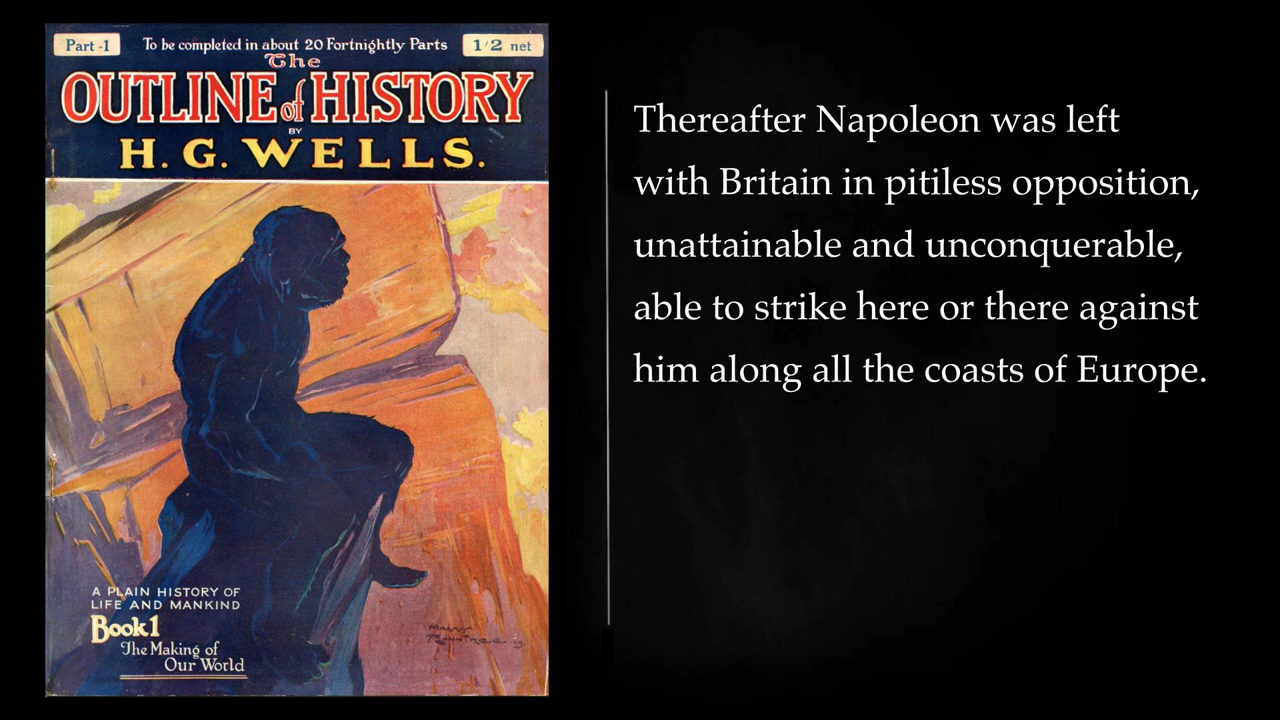 Part -1
To be completed in about 20 Fortnightly Parts
1/2 net
The
OUTLINE of HISTORY
BY
H. G. WELLS.
A PLAIN HISTORY OF
LIFE AND MANKIND
Book 1
The Making of
Our World
Thereafter Napoleon was left
with Britain in pitiless opposition,
unattainable and unconquerable,
able to strike here or there against
him along all the coasts of Europe.